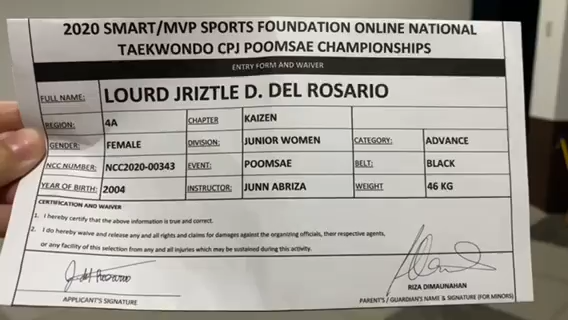 2020 SMART/MVP SPORTS FOUNDATION ONLINE NATIONAL
TAEKWONDO CPJ POOMSAE CHAMPIONSHIPS
ENTRY FORM AND WAIVER
FULL NAME: LOURD JRIZTLE D. DEL ROSARIO
REGION: 4A CHAPTER KAIZEN
GENDER: FEMALE DIVISION: JUNIOR WOMEN CATEGORY: ADVANCE
NCC NUMBER: NCC2020-00343 EVENT: POOMSAE BELT: BLACK
YEAR OF BIRTH: 2004 INSTRUCTOR: JUNN ABRIZA WEIGHT 46 KG
CERTIFICATION AND WAIVER
1. I hereby certify that the above information is true and correct.
2. I do hereby waive and release any and all rights and claims for damages against the organizing officials, their respective agents,
or any facility of this selection from any and all injuries which may be sustained during this activity.
J del Rosario
RIZA DIMAUNAHAN
APPLICANT'S SIGNATURE PARENT'S / GUARDIAN'S NAME & SIGNATURE (FOR MINORS)